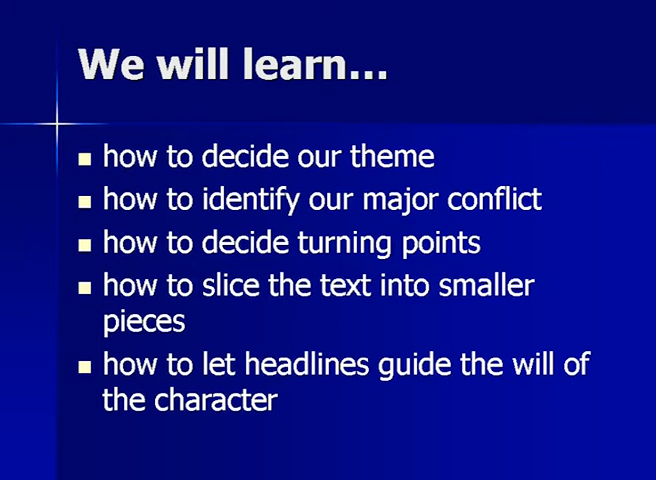 We will learn...
how to decide our theme
how to identify our major conflict
how to decide turning points
how to slice the text into smaller
pieces
how to let headlines guide the will of
the character